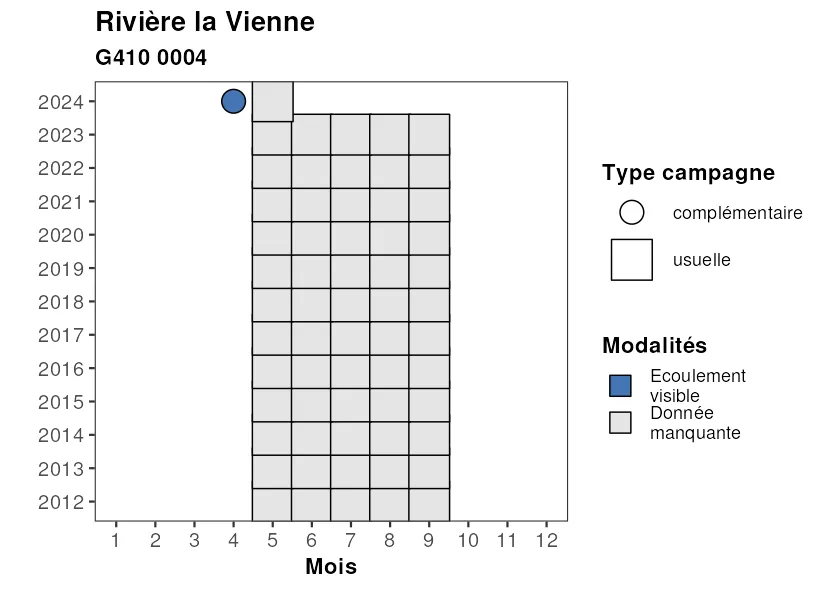 Rivière la Vienne
G410 0004
2024
2023
2022
2021
2020
2019
2018
2017
2016
2015
2014
2013
2012
1 2 3 4 5 6 7 8 9 10 11 12
Mois
Type campagne
complémentaire
usuelle
Modalités
Ecoulement
visible
Donnée
manquante